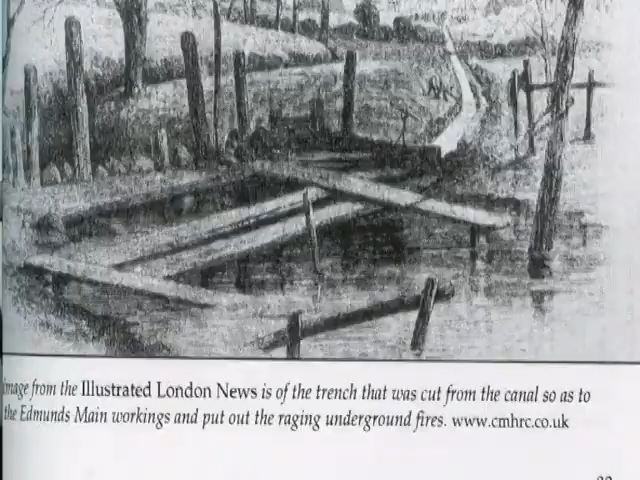 image from the Illustrated London News is of the trench that was cut from the canal so as to
the Edmunds Main workings and put out the raging underground fires. www.cmhrc.co.uk